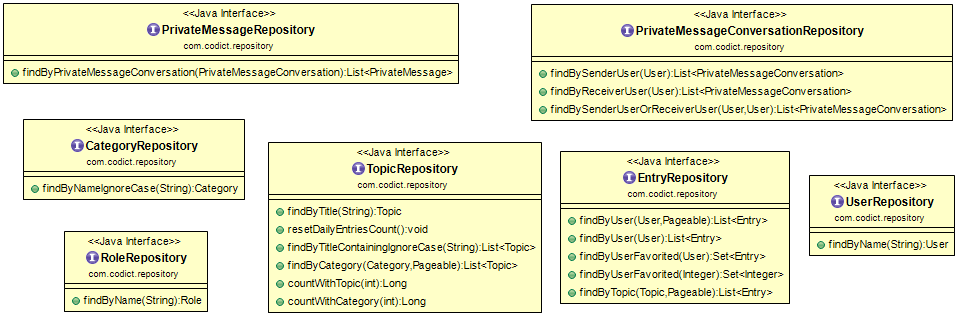 <<Java Interface>>
PrivateMessageRepository
com.codict.repository
findByPrivateMessageConversation(PrivateMessageConversation):List<PrivateMessage>
<<Java Interface>>
PrivateMessageConversationRepository
com.codict.repository
findBySenderUser(User):List<PrivateMessageConversation>
findByReceiverUser(User):List<PrivateMessageConversation>
findBySenderUserOrReceiverUser(User,User):List<PrivateMessageConversation>
<<Java Interface>>
CategoryRepository
com.codict.repository
findByNameIgnoreCase(String):Category
<<Java Interface>>
TopicRepository
com.codict.repository
findByTitle(String):Topic
resetDailyEntriesCount():void
findByTitleContainingIgnoreCase(String):List<Topic>
findByCategory(Category,Pageable):List<Topic>
countWithTopic(int):Long
countWithCategory(int):Long
<<Java Interface>>
EntryRepository
com.codict.repository
findByUser(User,Pageable):List<Entry>
findByUser(User):List<Entry>
findByUserFavorited(User):Set<Entry>
findByUserFavorited(Integer):Set<Integer>
findByTopic(Topic,Pageable):List<Entry>
<<Java Interface>>
UserRepository
com.codict.repository
findByName(String):User
<<Java Interface>>
RoleRepository
com.codict.repository
findByName(String):Role